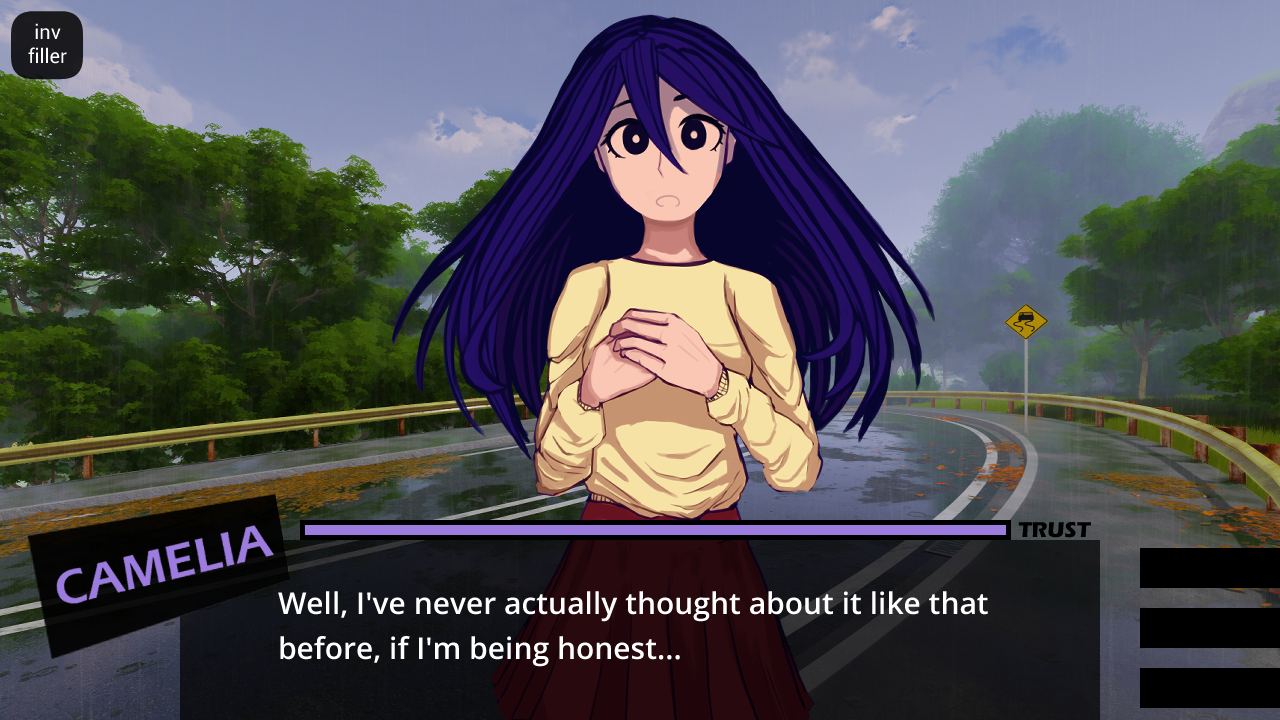 inv
filler
CAMELIA
TRUST
Well, I've never actually thought about it like that
before, if I'm being honest...